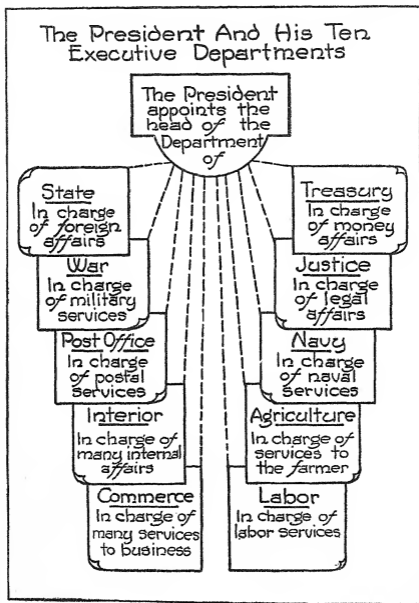 The President And His Ten
Executive Departments
The President
appoints the
head of the
Department
of
State
In charge
of foreign
affairs
Treasury
In charge
of money
affairs
War
In charge
of military
services
Justice
In charge
of legal
affairs
Post Office
In charge
of postal
services
Navy
In charge
of naval
services
Interior
In charge of
many internal
affairs
Agriculture
In charge of
services to
the farmer
Commerce
In charge of
many services
to business
Labor
In charge of
labor services